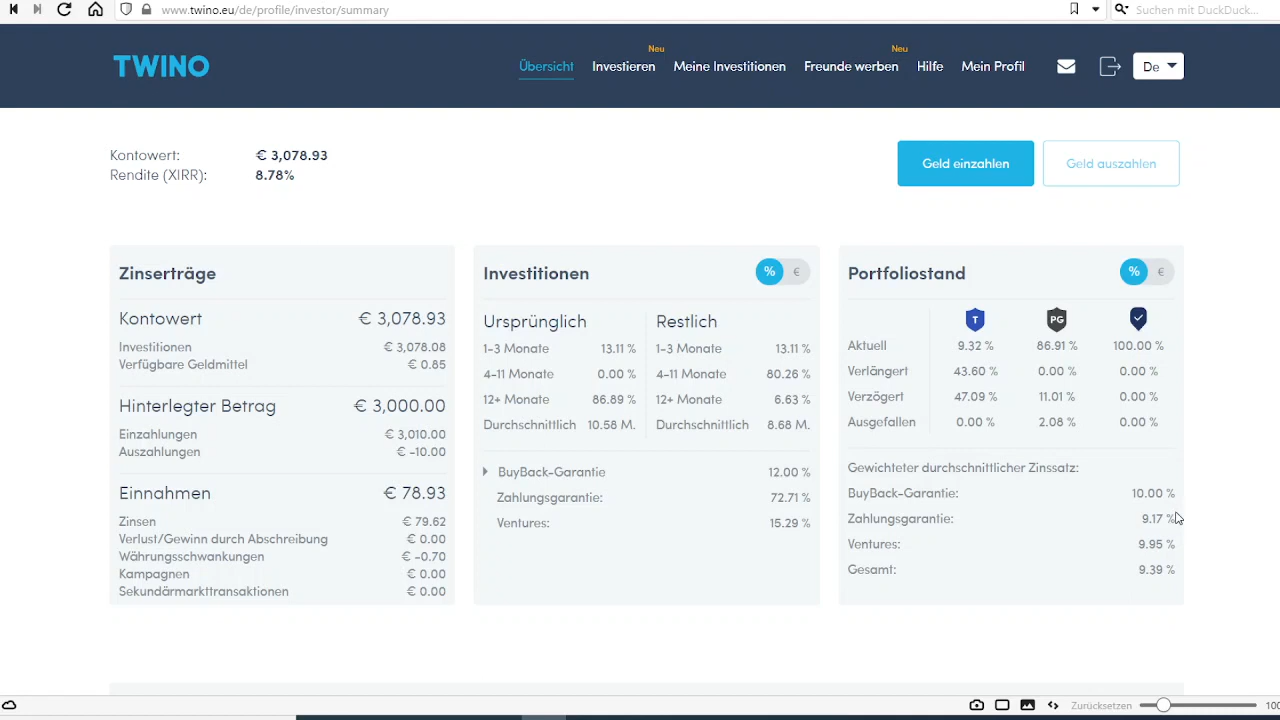 www.twino.eu/de/profile/investor/summary
Suchen mit DuckDuck...
TWINO
Übersicht
Neu
Investieren
Meine Investitionen
Neu
Freunde werben
Hilfe
Mein Profil
De
Kontowert: € 3,078.93
Rendite (XIRR): 8.78%
Geld einzahlen
Geld auszahlen
Zinserträge
Kontowert € 3,078.93
Investitionen € 3,078.08
Verfügbare Geldmittel € 0.85
Hinterlegter Betrag € 3,000.00
Einzahlungen € 3,010.00
Auszahlungen € -10.00
Einnahmen € 78.93
Zinsen € 79.62
Verlust/Gewinn durch Abschreibung € 0.00
Währungsschwankungen € -0.70
Kampagnen € 0.00
Sekundärmarkttransaktionen € 0.00
Investitionen
% €
Ursprünglich
1-3 Monate 13.11 %
4-11 Monate 0.00 %
12+ Monate 86.89 %
Durchschnittlich 10.58 M.
Restlich
1-3 Monate 13.11 %
4-11 Monate 80.26 %
12+ Monate 6.63 %
Durchschnittlich 8.68 M.
BuyBack-Garantie 12.00 %
Zahlungsgarantie: 72.71 %
Ventures: 15.29 %
Portfoliostand
% €
T PG
Aktuell 9.32 % 86.91 % 100.00 %
Verlängert 43.60 % 0.00 % 0.00 %
Verzögert 47.09 % 11.01 % 0.00 %
Ausgefallen 0.00 % 2.08 % 0.00 %
Gewichteter durchschnittlicher Zinssatz:
BuyBack-Garantie: 10.00 %
Zahlungsgarantie: 9.17 %
Ventures: 9.95 %
Gesamt: 9.39 %
Zurücksetzen
100